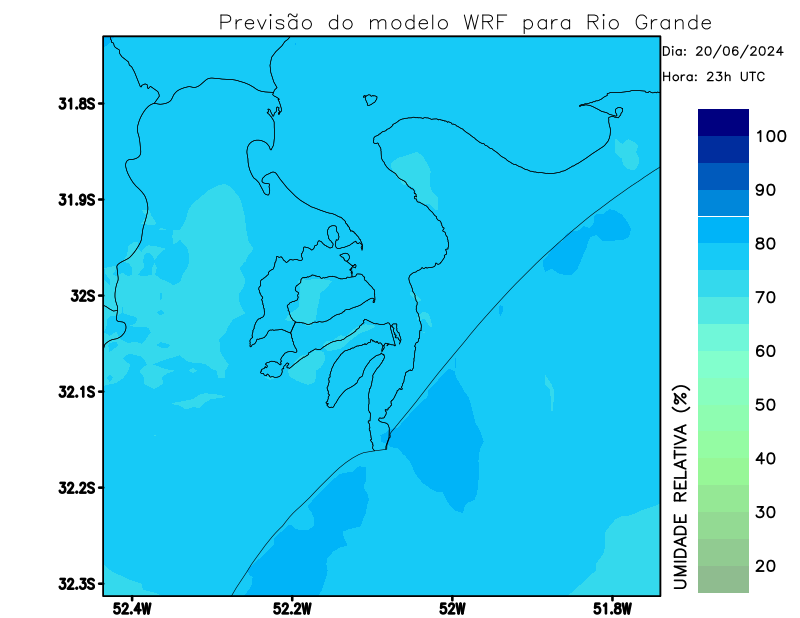 Previsão do modelo WRF para Rio Grande
Dia: 20/06/2024
Hora: 23h UTC
31.8S
31.9S
32S
32.1S
32.2S
32.3S
52.4W
52.2W
52W
51.8W
100
90
80
70
60
50
40
30
20
UMIDADE RELATIVA (%)